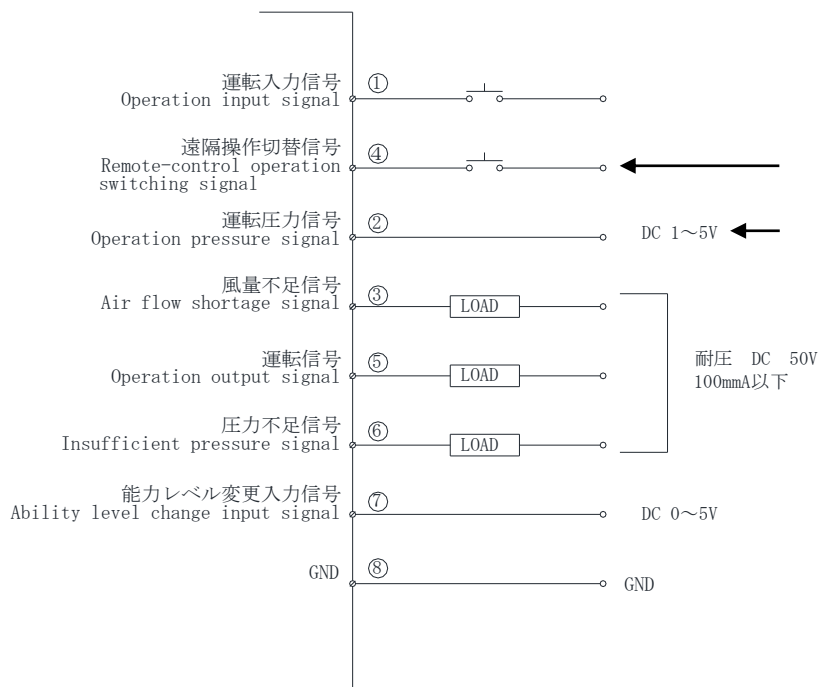 運転入力信号
①
Operation input signal
遠隔操作切替信号
④
Remote-control operation
switching signal
運転圧力信号
②
Operation pressure signal
DC 1～5V
風量不足信号
③
Air flow shortage signal
LOAD
運転信号
⑤
Operation output signal
LOAD
耐圧 DC 50V
100mmA以下
圧力不足信号
⑥
Insufficient pressure signal
LOAD
能力レベル変更入力信号
⑦
Ability level change input signal
DC 0～5V
GND
⑧
GND